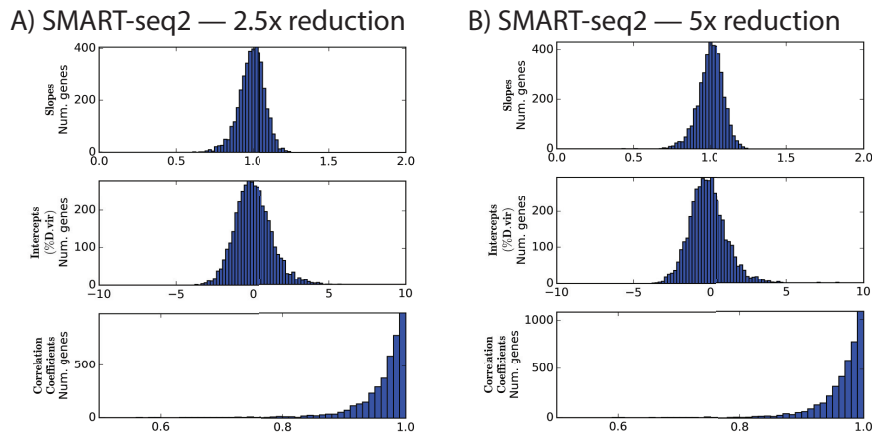 A) SMART-seq2 — 2.5x reduction
Slopes
Num. genes
400
200
0
0.0 0.5 1.0 1.5 2.0
Intercepts
(%D.vir)
Num. genes
200
100
0
−10 −5 0 5 10
Correation
Coefficients
Num. genes
500
0
0.6 0.8 1.0
B) SMART-seq2 — 5x reduction
Slopes
Num. genes
400
200
0
0.0 0.5 1.0 1.5 2.0
Intercepts
(%D.vir)
Num. genes
200
100
0
−10 −5 0 5 10
Correation
Coefficients
Num. genes
1000
500
0
0.6 0.8 1.0